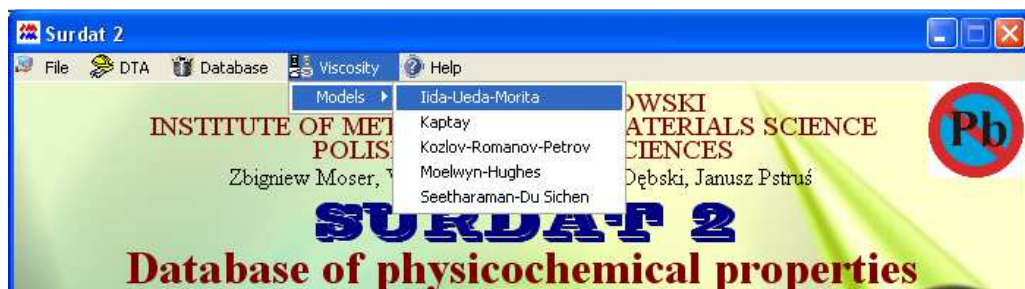 Surdat 2
File DTA Database Viscosity Help
Models Iida-Ueda-Morita
Kaptay
Kozlov-Romanov-Petrov
Moelwyn-Hughes
Seetharaman-Du Sichen
INSTITUTE OF MET ATERIALS SCIENCE
POLIS CIENCES
Zbigniew Moser, Dębski, Janusz Pstruś
Pb
SURDAT 2
Database of physicochemical properties